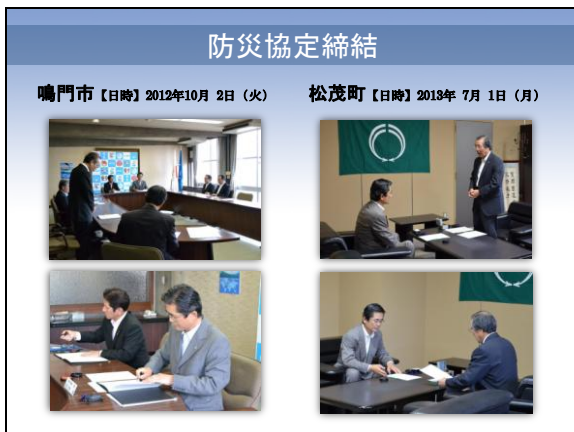 防災協定締結
鳴門市【日時】2012年10月 2日（火）
松茂町【日時】2013年 7月 1日（月）